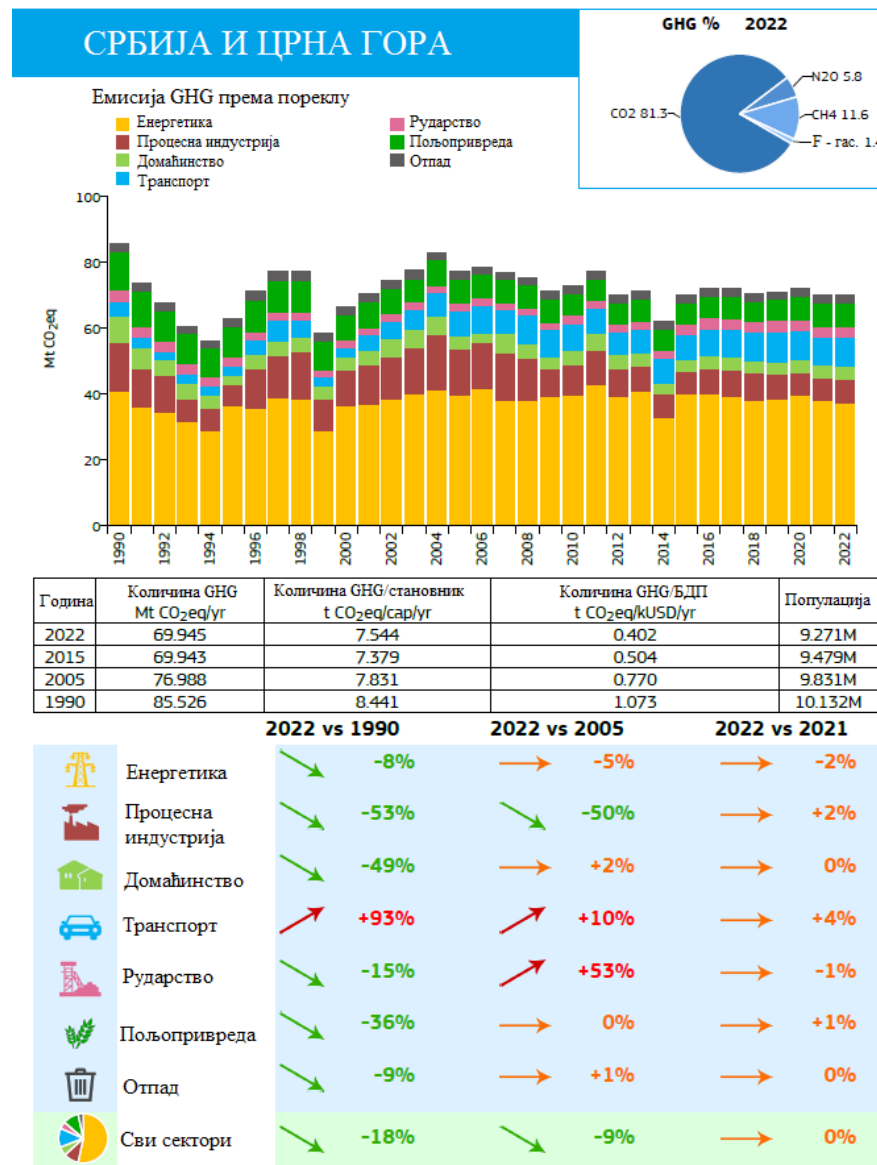 СРБИЈА И ЦРНА ГОРА
GHG % 2022
N2O 5.8
CO2 81.3
CH4 11.6
F - гас. 1.4
Емисија GHG према пореклу
Енергетика
Процесна индустрија
Домаћинство
Транспорт
Рударство
Пољопривреда
Отпад
Mt CO2eq
100
80
60
40
20
0
1990 1992 1994 1996 1998 2000 2002 2004 2006 2008 2010 2012 2014 2016 2018 2020 2022
Година Количина GHG Mt CO2eq/yr Количина GHG/становник t CO2eq/cap/yr Количина GHG/БДП t CO2eq/kUSD/yr Популација
2022 69.945 7.544 0.402 9.271M
2015 69.943 7.379 0.504 9.479M
2005 76.988 7.831 0.770 9.831M
1990 85.526 8.441 1.073 10.132M
2022 vs 1990 2022 vs 2005 2022 vs 2021
Енергетика -8% -5% -2%
Процесна индустрија -53% -50% +2%
Домаћинство -49% +2% 0%
Транспорт +93% +10% +4%
Рударство -15% +53% -1%
Пољопривреда -36% 0% +1%
Отпад -9% +1% 0%
Сви сектори -18% -9% 0%